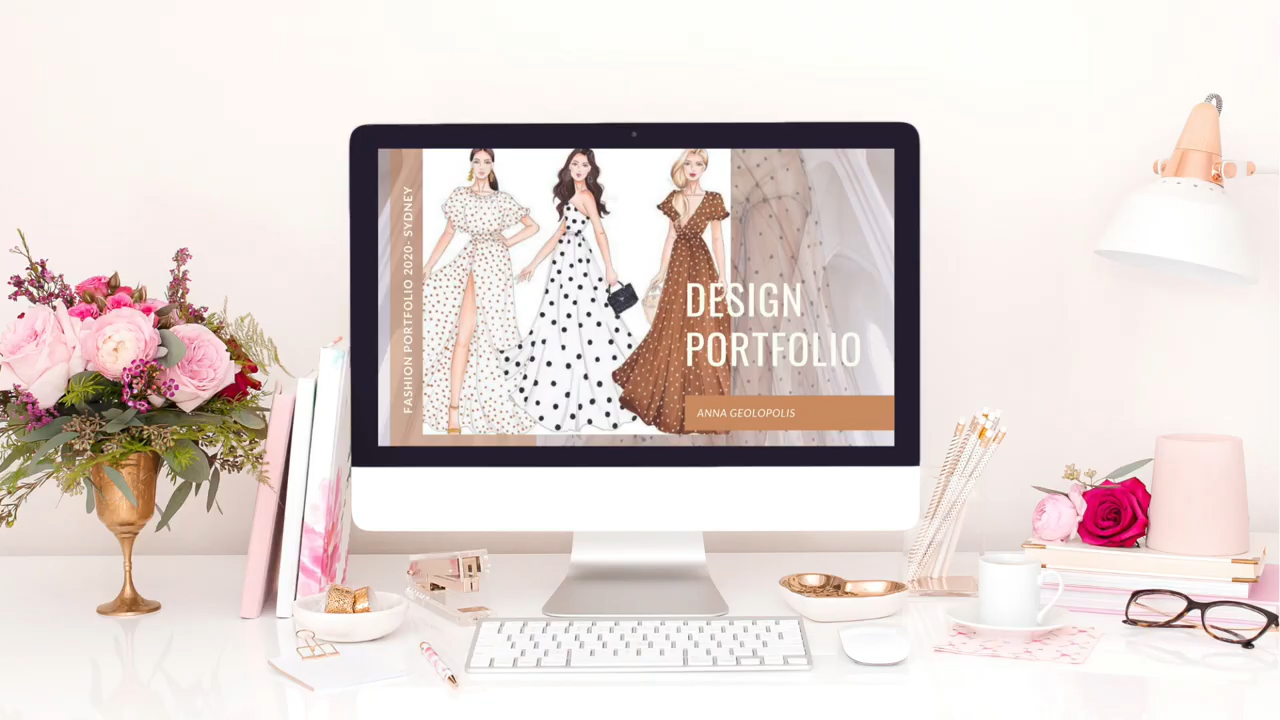 FASHION PORTFOLIO 2020- SYDNEY
DESIGN
PORTFOLIO
ANNA GEOLOPOLIS